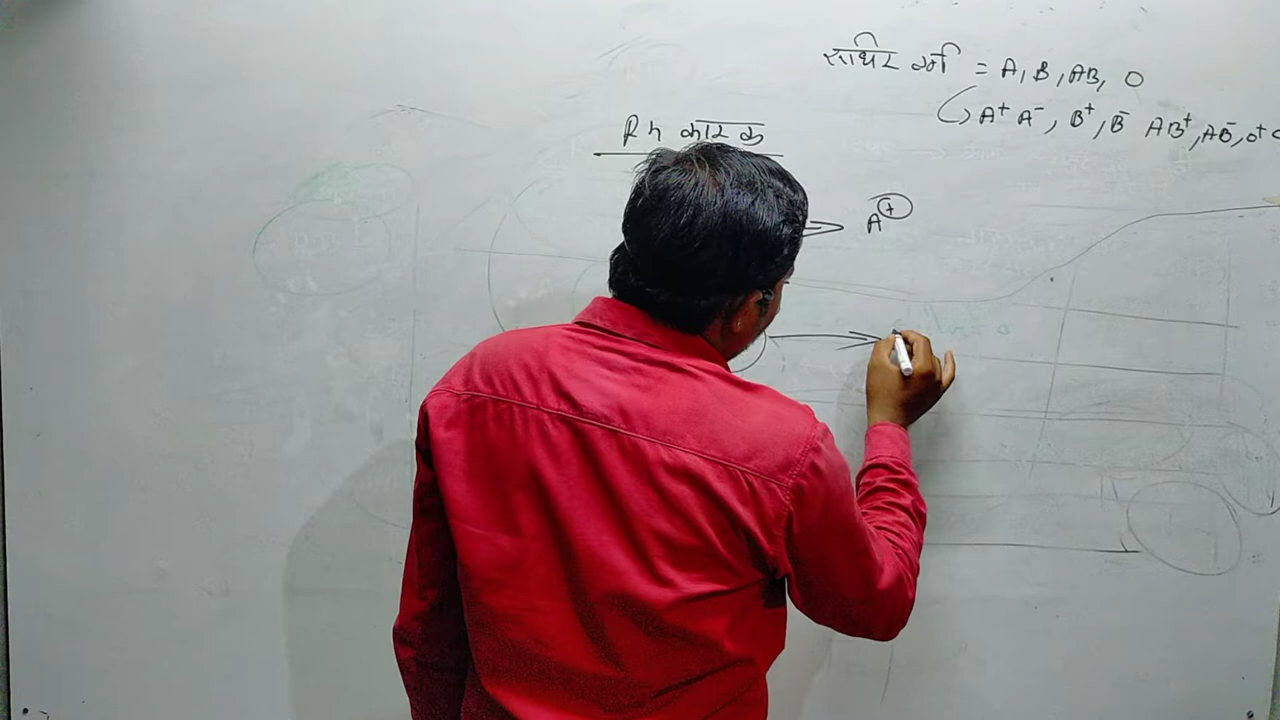 रूधिर वर्ग = A, B, AB, O
A⁺ A⁻, B⁺, B⁻ AB⁺, AB⁻, O⁺
Rh कारक
A⁺